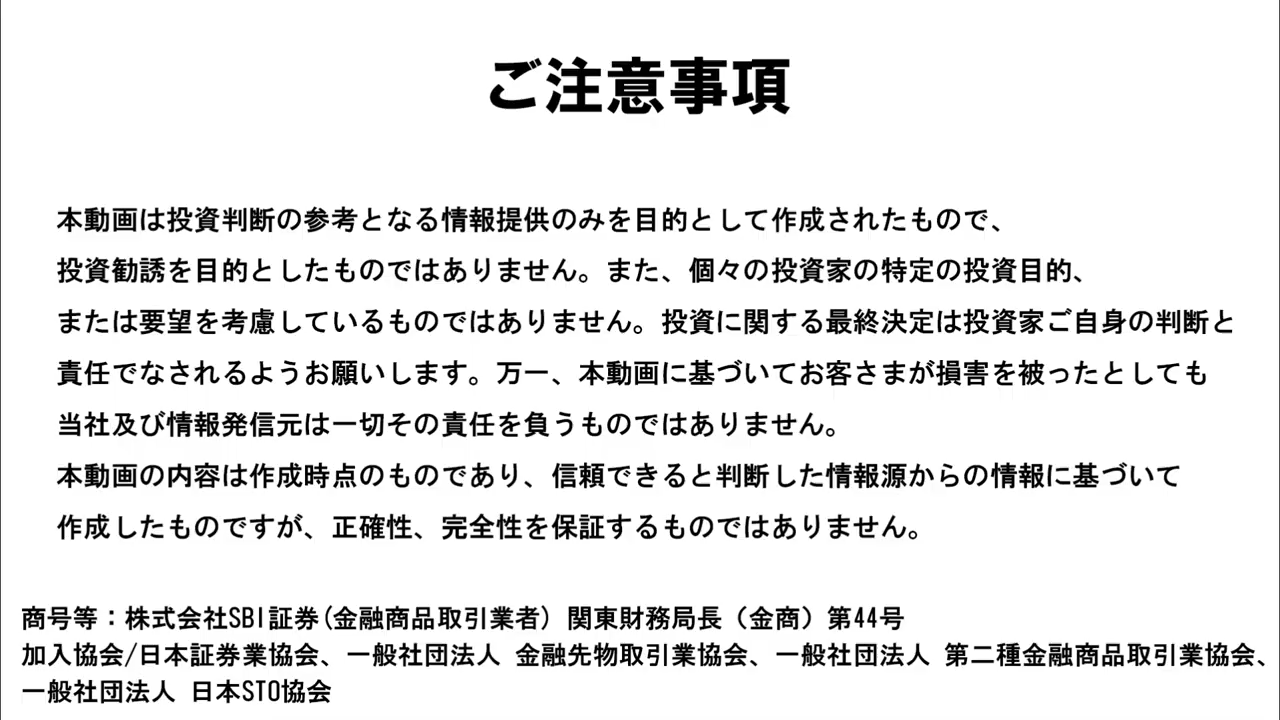 ご注意事項
本動画は投資判断の参考となる情報提供のみを目的として作成されたもので、
投資勧誘を目的としたものではありません。また、個々の投資家の特定の投資目的、
または要望を考慮しているものではありません。投資に関する最終決定は投資家ご自身の判断と
責任でなされるようお願いします。万一、本動画に基づいてお客さまが損害を被ったとしても
当社及び情報発信元は一切その責任を負うものではありません。
本動画の内容は作成時点のものであり、信頼できると判断した情報源からの情報に基づいて
作成したものですが、正確性、完全性を保証するものではありません。
商号等：株式会社SBI証券(金融商品取引業者) 関東財務局長（金商）第44号
加入協会/日本証券業協会、一般社団法人 金融先物取引業協会、一般社団法人 第二種金融商品取引業協会、
一般社団法人 日本STO協会